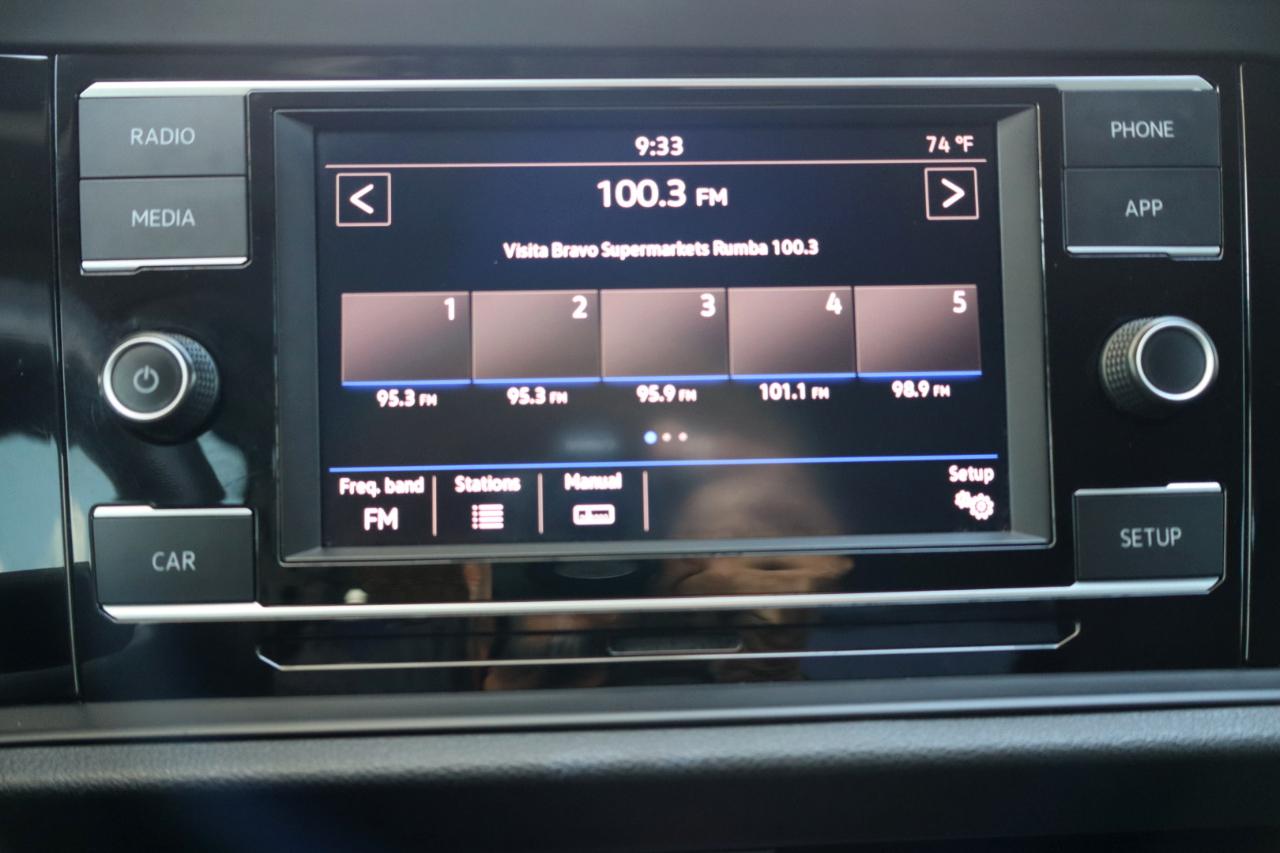 RADIO
MEDIA
CAR
PHONE
APP
SETUP
9:33
74 °F
<
100.3 FM
>
Visita Bravo Supermarkets Rumba 100.3
1 2 3 4 5
95.3 FM 95.3 FM 95.9 FM 101.1 FM 98.9 FM
Freq. band Stations Manual Setup
FM